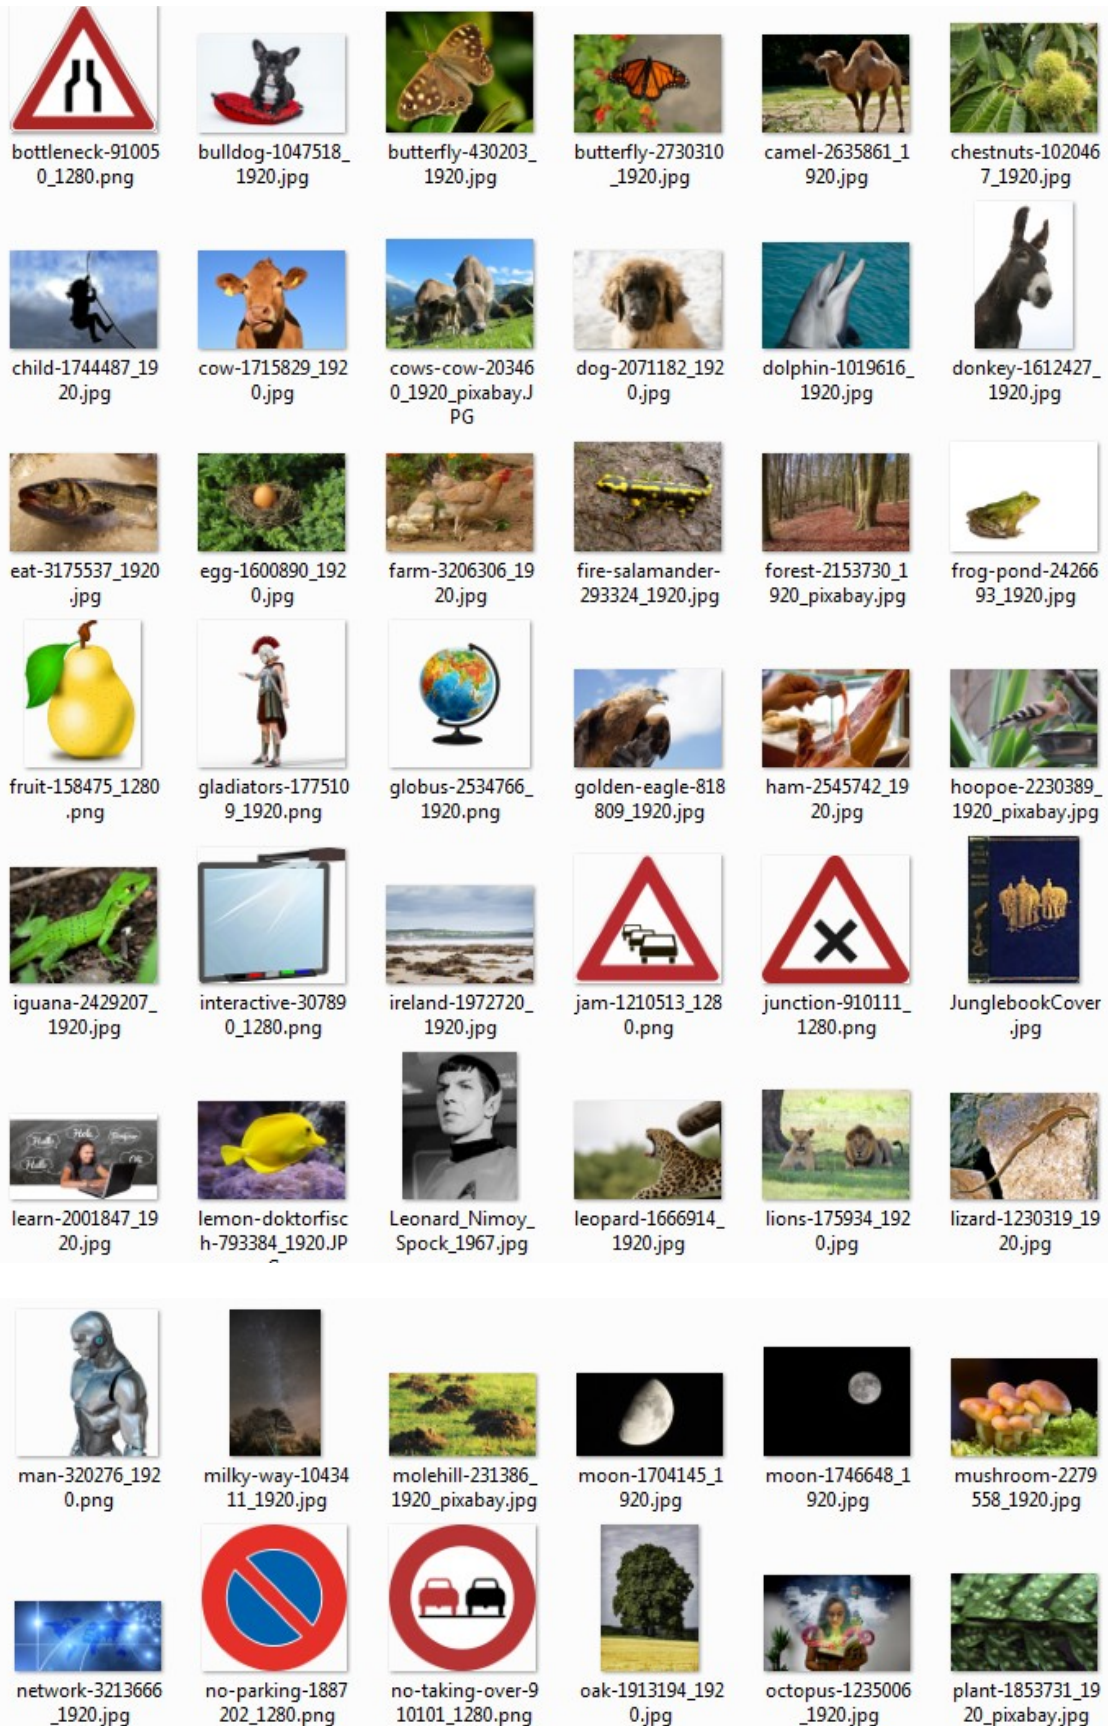 bottleneck-91005
0_1280.png
bulldog-1047518_
1920.jpg
butterfly-430203_
1920.jpg
butterfly-2730310
_1920.jpg
camel-2635861_1
920.jpg
chestnuts-102046
7_1920.jpg
child-1744487_19
20.jpg
cow-1715829_192
0.jpg
cows-cow-20346
0_1920_pixabay.J
PG
dog-2071182_192
0.jpg
dolphin-1019616_
1920.jpg
donkey-1612427_
1920.jpg
eat-3175537_1920
.jpg
egg-1600890_192
0.jpg
farm-3206306_19
20.jpg
fire-salamander-
293324_1920.jpg
forest-2153730_1
920_pixabay.jpg
frog-pond-24266
93_1920.jpg
fruit-158475_1280
.png
gladiators-177510
9_1920.png
globus-2534766_
1920.png
golden-eagle-818
809_1920.jpg
ham-2545742_19
20.jpg
hoopoe-2230389_
1920_pixabay.jpg
iguana-2429207_
1920.jpg
interactive-30789
0_1280.png
ireland-1972720_
1920.jpg
jam-1210513_128
0.png
junction-910111_
1280.png
JunglebookCover
.jpg
Hallo
Hola
Bonjour
Hello
learn-2001847_19
20.jpg
lemon-doktorfisc
h-793384_1920.JP
Leonard_Nimoy_
Spock_1967.jpg
leopard-1666914_
1920.jpg
lions-175934_192
0.jpg
lizard-1230319_19
20.jpg
man-320276_192
0.png
milky-way-10434
11_1920.jpg
molehill-231386_
1920_pixabay.jpg
moon-1704145_1
920.jpg
moon-1746648_1
920.jpg
mushroom-2279
558_1920.jpg
network-3213666
_1920.jpg
no-parking-1887
202_1280.png
no-taking-over-9
10101_1280.png
oak-1913194_192
0.jpg
octopus-1235006
_1920.jpg
plant-1853731_19
20_pixabay.jpg